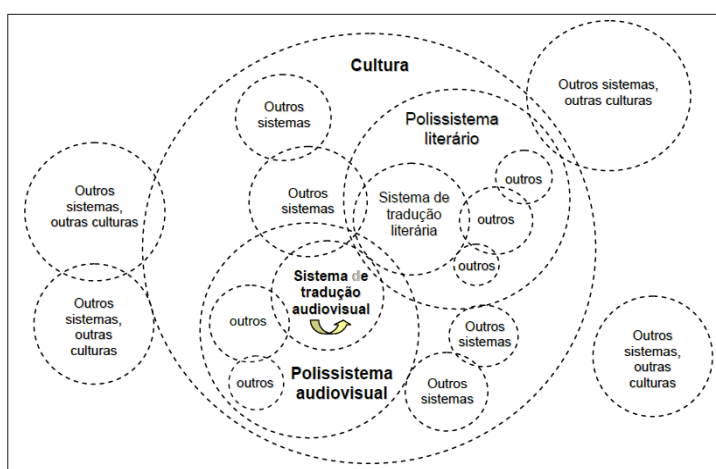 Cultura
Outros sistemas,
outras culturas
Outros
sistemas
Polissistema
literário
Outros
sistemas,
outras culturas
Outros
sistemas
Sistema de
tradução
literária
outros
outros
outros
Sistema de
tradução
audiovisual
Outros
sistemas,
outras
culturas
outros
Outros
sistemas
Outros
sistemas,
outras
culturas
Polissistema
audiovisual
outros
Outros
sistemas